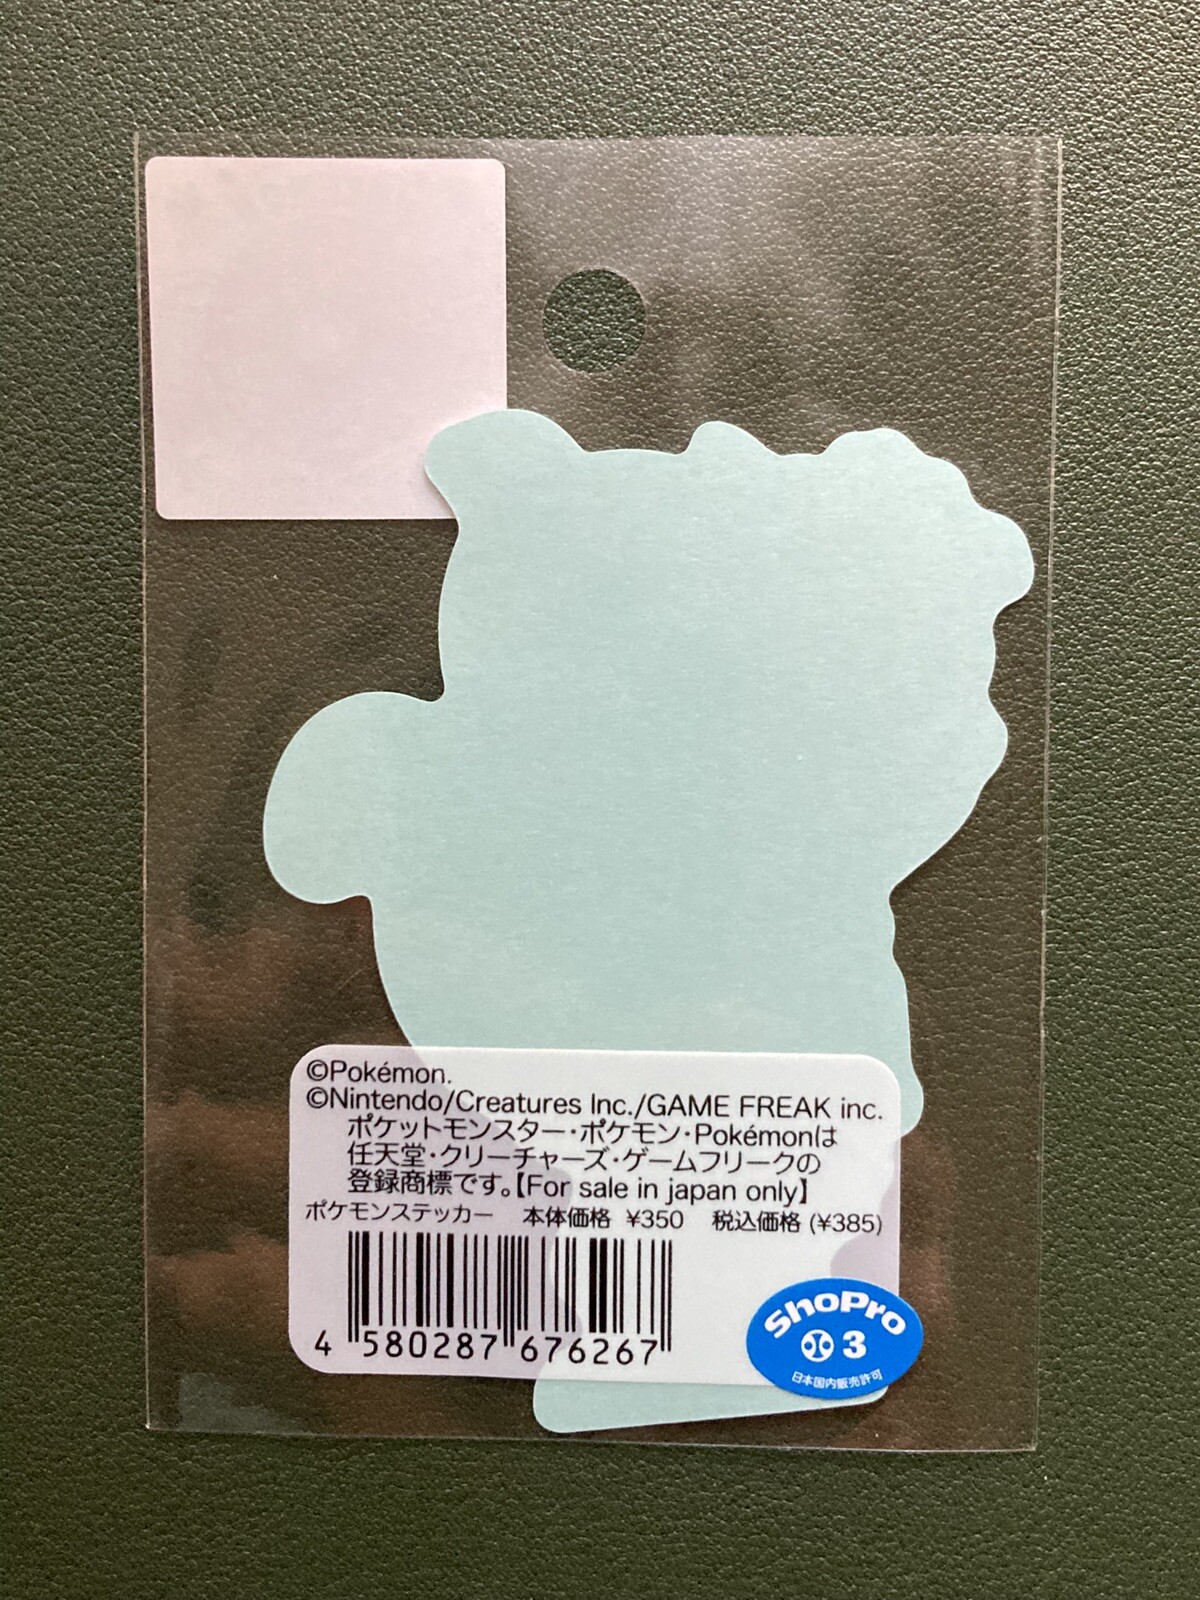 ©Pokémon.
©Nintendo/Creatures Inc./GAME FREAK inc.
ポケットモンスター・ポケモン・Pokémonは
任天堂・クリーチャーズ・ゲームフリークの
登録商標です。【For sale in japan only】
ポケモンステッカー 本体価格 ¥350 税込価格 (¥385)
4 580287 676267
ShoPro
3
日本国内販売許可